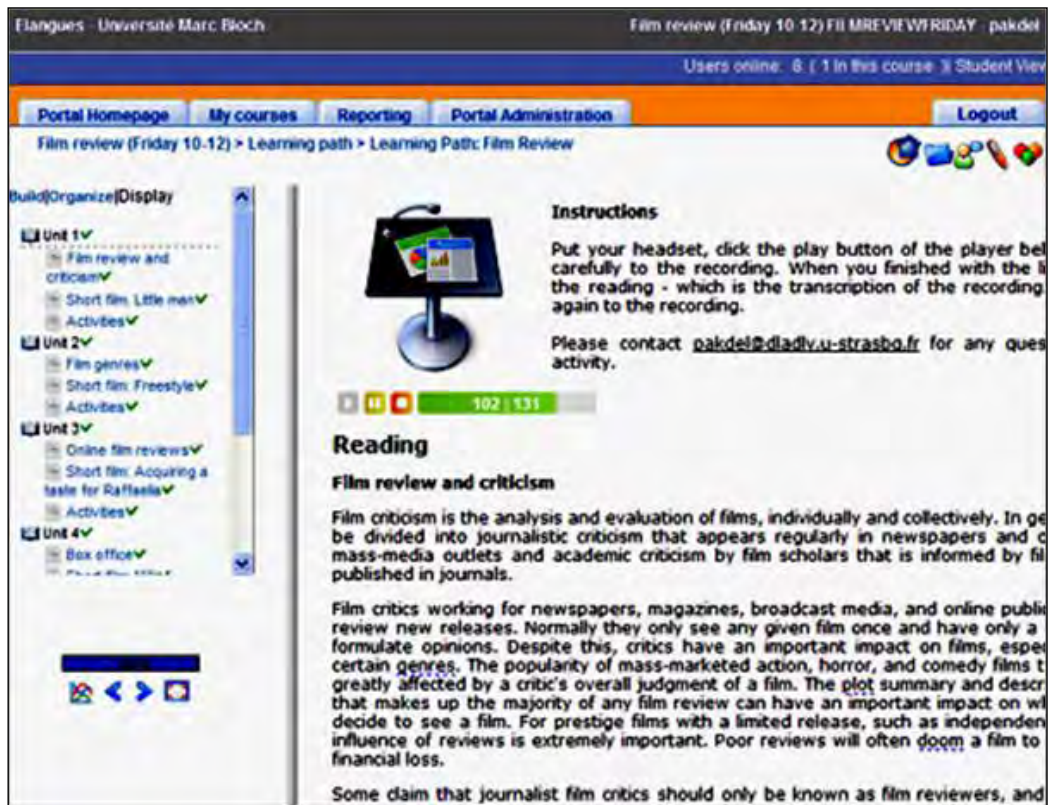 Elangues - Université Marc Bloch
Film review (Friday 10-12) FILMREVIEWFRIDAY pakdel
Users online: 8 ( 1 in this course ) Student View
Portal Homepage My courses Reporting Portal Administration Logout
Film review (Friday 10-12) > Learning path > Learning Path: Film Review
Build|Organize|Display
Unit 1
Film review and
criticism
Short film: Little man
Activities
Unit 2
Film genres
Short film: Freestyle
Activities
Unit 3
Online film reviews
Short film: Acquiring a
taste for Raffaella
Activities
Unit 4
Box office
Instructions
Put your headset, click the play button of the player bel
carefully to the recording. When you finished with the li
the reading - which is the transcription of the recording
again to the recording.
Please contact pakdel@dladlv.u-strasbg.fr for any ques
activity.
102 | 131
Reading
Film review and criticism
Film criticism is the analysis and evaluation of films, individually and collectively. In ge
be divided into journalistic criticism that appears regularly in newspapers and o
mass-media outlets and academic criticism by film scholars that is informed by fil
published in journals.
Film critics working for newspapers, magazines, broadcast media, and online public
review new releases. Normally they only see any given film once and have only a
formulate opinions. Despite this, critics have an important impact on films, espec
certain genres. The popularity of mass-marketed action, horror, and comedy films t
greatly affected by a critic's overall judgment of a film. The plot summary and descr
that makes up the majority of any film review can have an important impact on wh
decide to see a film. For prestige films with a limited release, such as independen
influence of reviews is extremely important. Poor reviews will often doom a film to
financial loss.
Some claim that journalist film critics should only be known as film reviewers, and